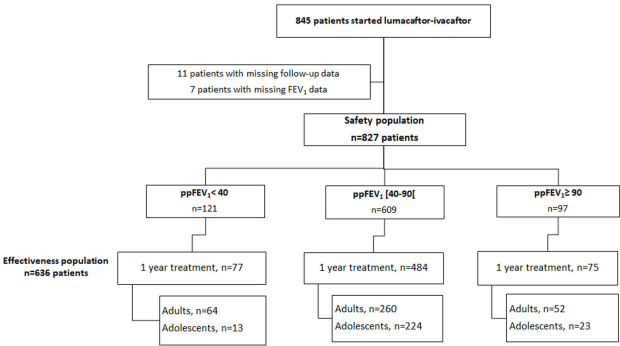 845 patients started lumacaftor-ivacaftor
11 patients with missing follow-up data
7 patients with missing FEV₁ data
Safety population
n=827 patients
ppFEV₁< 40
n=121
ppFEV₁ [40-90[
n=609
ppFEV₁≥ 90
n=97
Effectiveness population
n=636 patients
1 year treatment, n=77
1 year treatment, n=484
1 year treatment, n=75
Adults, n=64
Adolescents, n=13
Adults, n=260
Adolescents, n=224
Adults, n=52
Adolescents, n=23